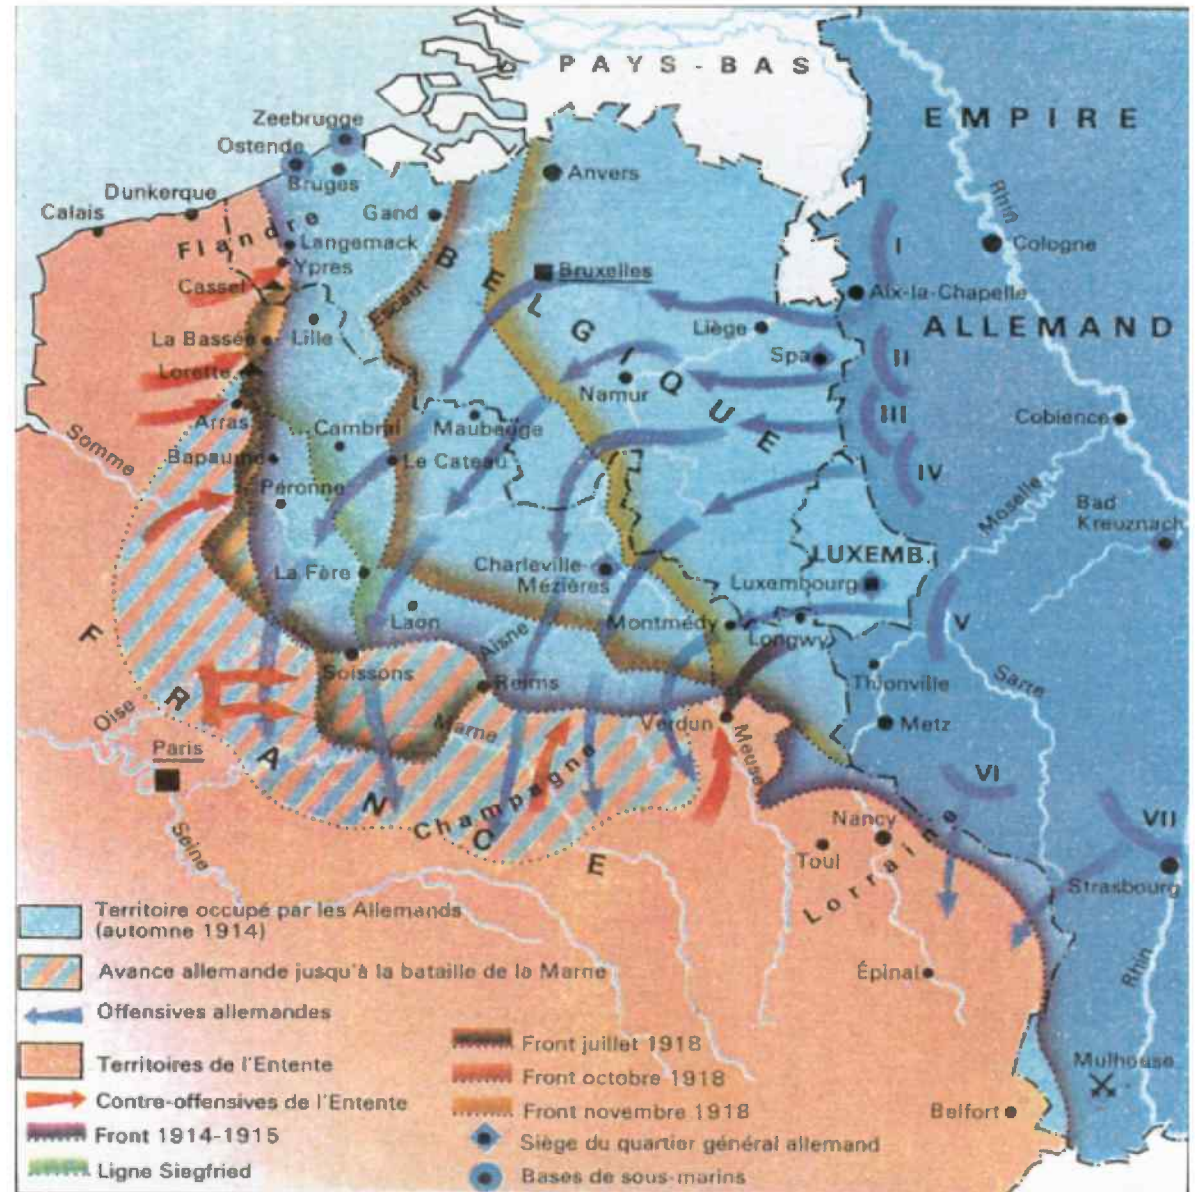 PAYS-BAS
EMPIRE
ALLEMAND
Zeebrugge
Ostende
Bruges
Dunkerque
Calais
Flandre
Gand
Anvers
Langemack
Ypres
Cassel
Escaut
BELGIQUE
Bruxelles
Rhin
Cologne
I
Aix-la-Chapelle
La Bassée
Lille
Liège
Spa
II
Lorette
Namur
III
Arras
Cambrai
Maubeuge
Coblence
Somme
Bapaume
Le Cateau
IV
Péronne
Moselle
Bad
Kreuznach
La Fère
Charleville-
Mézières
LUXEMB.
Luxembourg
Laon
Aisne
Montmédy
Longwy
V
FRANCE
Soissons
Reims
Thionville
Sarre
Oise
Marne
Verdun
Meuse
Metz
Paris
VI
Champagne
Nancy
VII
Seine
Toul
Lorraine
Strasbourg
Épinal
Rhin
Mulhouse
Belfort
Territoire occupé par les Allemands
(automne 1914)
Avance allemande jusqu'à la bataille de la Marne
Offensives allemandes
Territoires de l'Entente
Contre-offensives de l'Entente
Front 1914-1915
Ligne Siegfried
Front juillet 1918
Front octobre 1918
Front novembre 1918
Siège du quartier général allemand
Bases de sous-marins